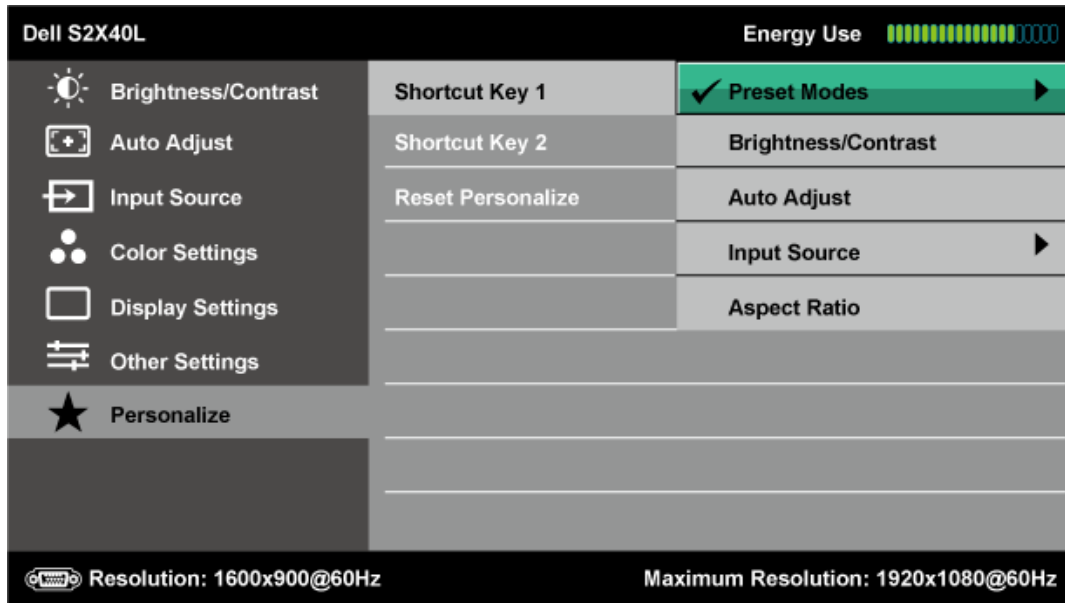 Dell S2X40L Energy Use
Brightness/Contrast Shortcut Key 1 Preset Modes
Auto Adjust Shortcut Key 2 Brightness/Contrast
Input Source Reset Personalize Auto Adjust
Color Settings Input Source
Display Settings Aspect Ratio
Other Settings
Personalize
Resolution: 1600x900@60Hz Maximum Resolution: 1920x1080@60Hz